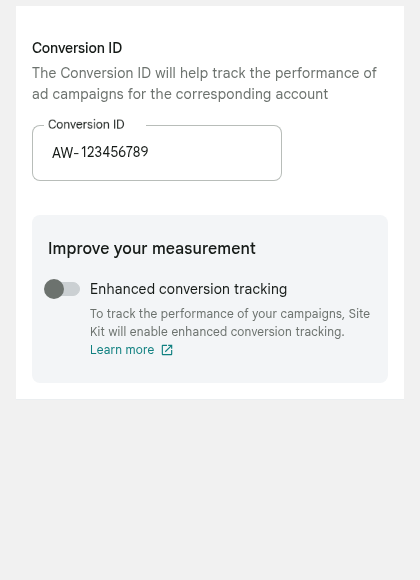 Conversion ID
The Conversion ID will help track the performance of
ad campaigns for the corresponding account
Conversion ID
AW- 123456789
Improve your measurement
Enhanced conversion tracking
To track the performance of your campaigns, Site
Kit will enable enhanced conversion tracking.
Learn more